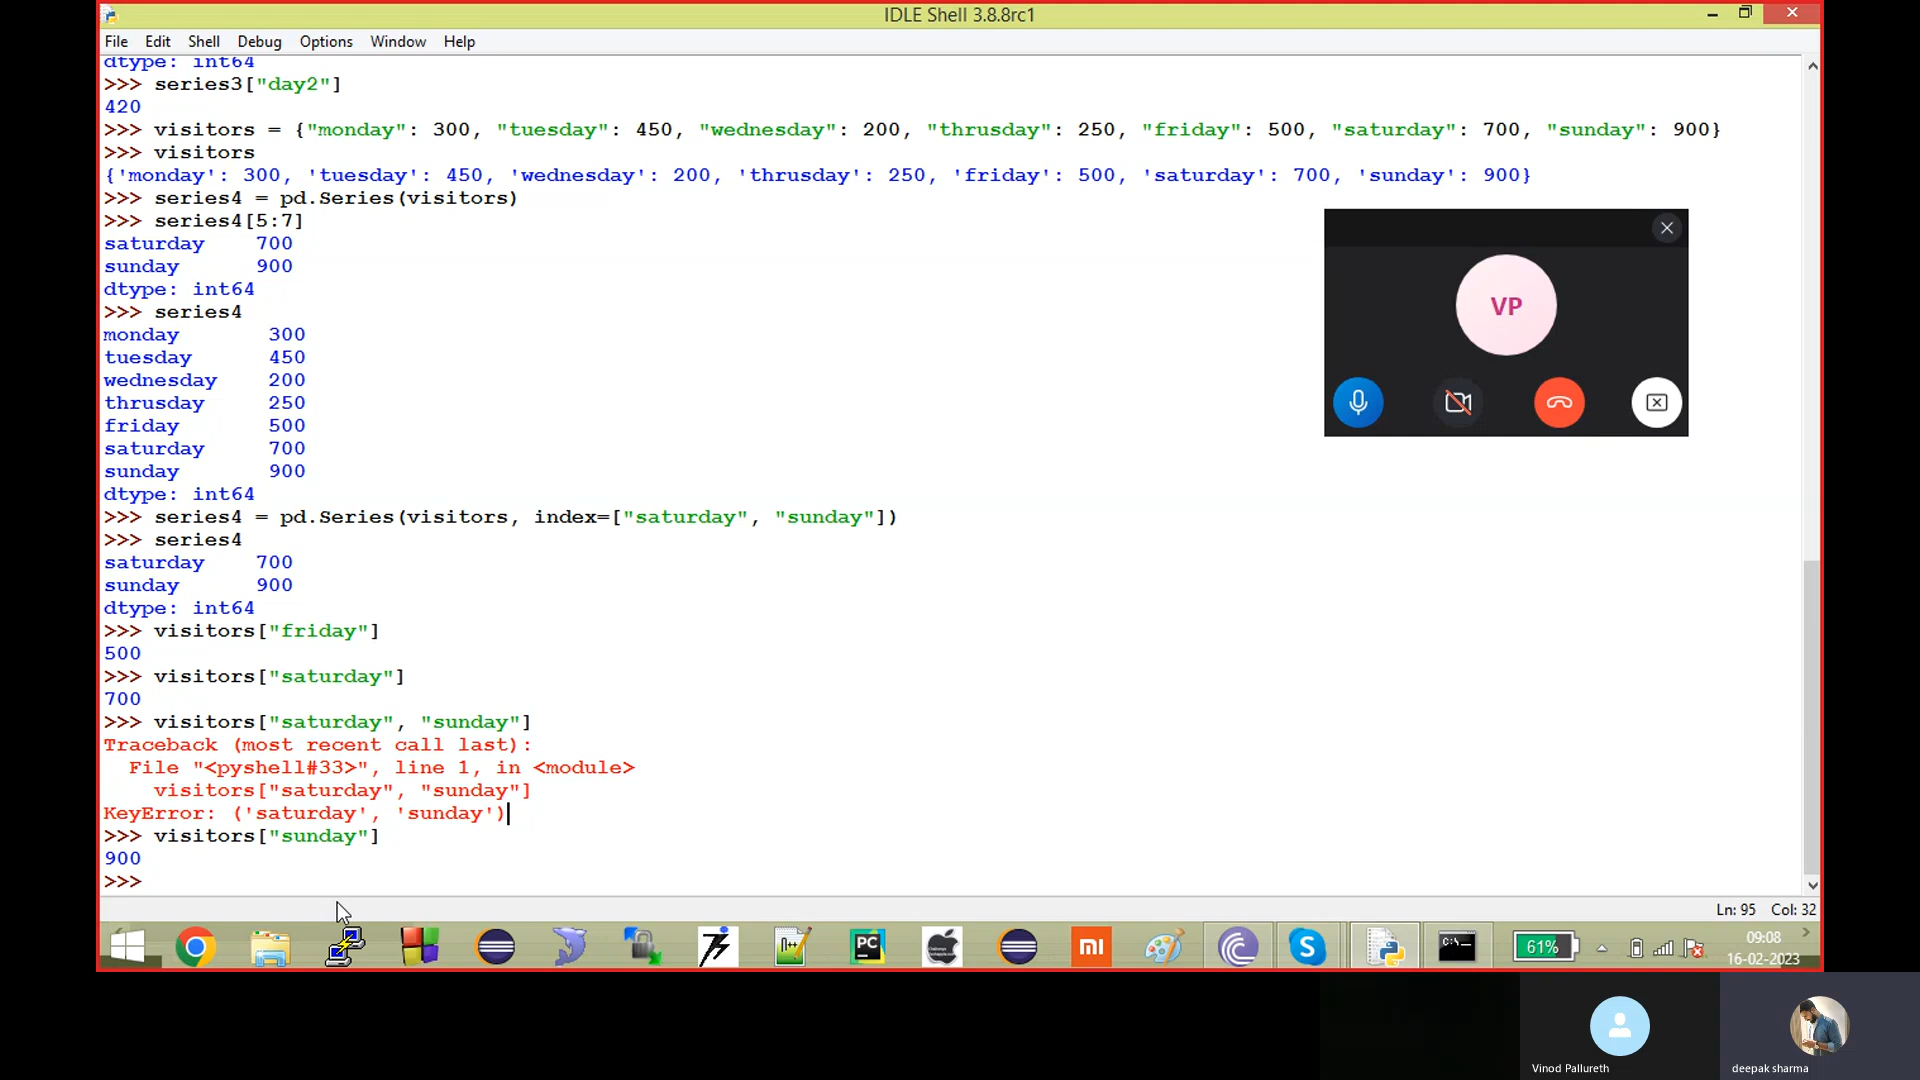 IDLE Shell 3.8.8rc1
File Edit Shell Debug Options Window Help
dtype: int64
>>> series3["day2"]
420
>>> visitors = {"monday": 300, "tuesday": 450, "wednesday": 200, "thrusday": 250, "friday": 500, "saturday": 700, "sunday": 900}
>>> visitors
{'monday': 300, 'tuesday': 450, 'wednesday': 200, 'thrusday': 250, 'friday': 500, 'saturday': 700, 'sunday': 900}
>>> series4 = pd.Series(visitors)
>>> series4[5:7]
saturday    700
sunday      900
dtype: int64
>>> series4
monday       300
tuesday      450
wednesday    200
thrusday     250
friday       500
saturday     700
sunday       900
dtype: int64
>>> series4 = pd.Series(visitors, index=["saturday", "sunday"])
>>> series4
saturday    700
sunday      900
dtype: int64
>>> visitors["friday"]
500
>>> visitors["saturday"]
700
>>> visitors["saturday", "sunday"]
Traceback (most recent call last):
  File "<pyshell#33>", line 1, in <module>
    visitors["saturday", "sunday"]
KeyError: ('saturday', 'sunday')
>>> visitors["sunday"]
900
>>>
VP
Ln: 95 Col: 32
N++
PC
mi
C:\_
S
61%
09:08
16-02-2023
Vinod Pallureth
deepak sharma